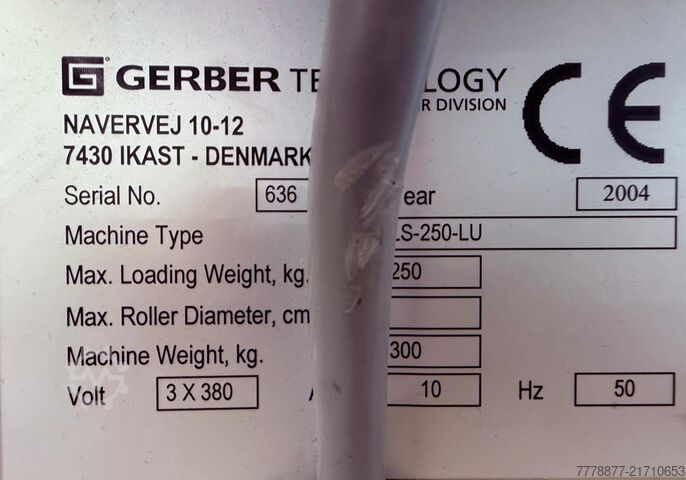 GERBER TE LOGY
R DIVISION
NAVERVEJ 10-12
7430 IKAST - DENMARK
Serial No. 636 ear 2004
Machine Type LS-250-LU
Max. Loading Weight, kg. 250
Max. Roller Diameter, cm
Machine Weight, kg. 300
Volt 3 X 380 10 Hz 50
CE
7778877-21710653